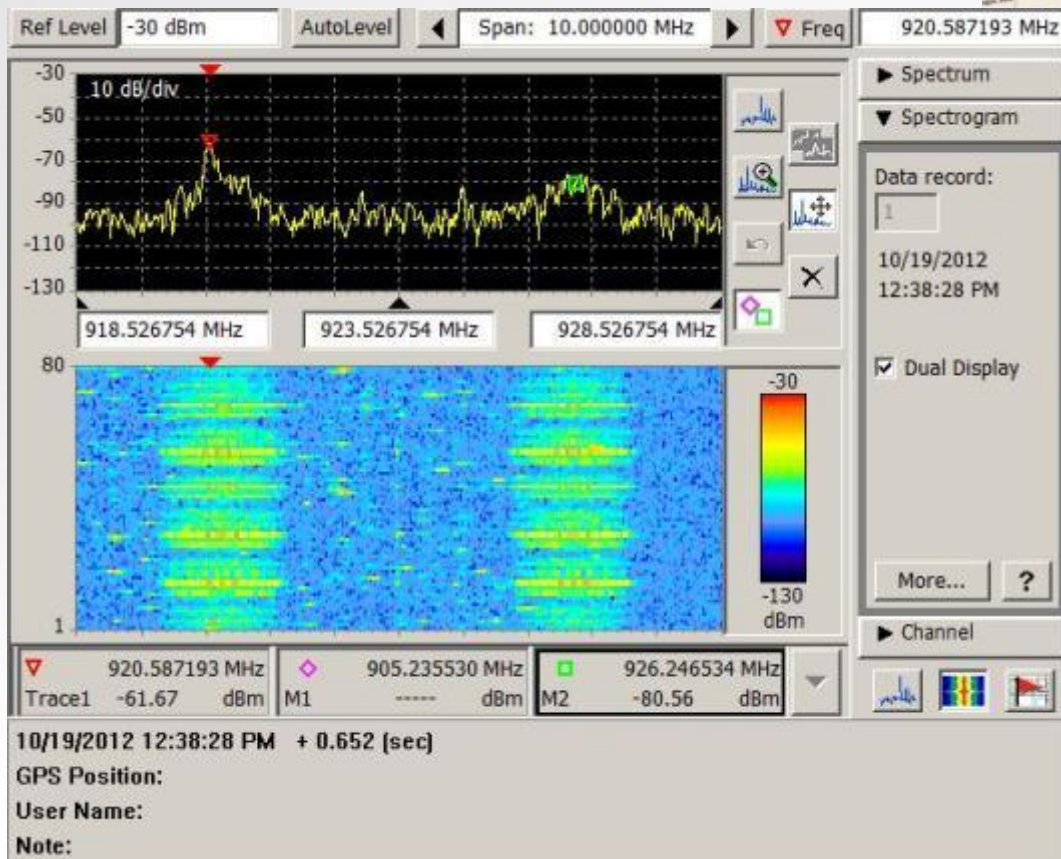 Ref Level -30 dBm AutoLevel Span: 10.000000 MHz Freq 920.587193 MHz
-30
10 dB/div
-50
-70
-90
-110
-130
918.526754 MHz 923.526754 MHz 928.526754 MHz
80
1
-30
-130
dBm
Spectrum
Spectrogram
Data record:
1
10/19/2012
12:38:28 PM
Dual Display
More... ?
Channel
920.587193 MHz 905.235530 MHz 926.246534 MHz
Trace1 -61.67 dBm M1 ----- dBm M2 -80.56 dBm
10/19/2012 12:38:28 PM + 0.652 (sec)
GPS Position:
User Name:
Note: